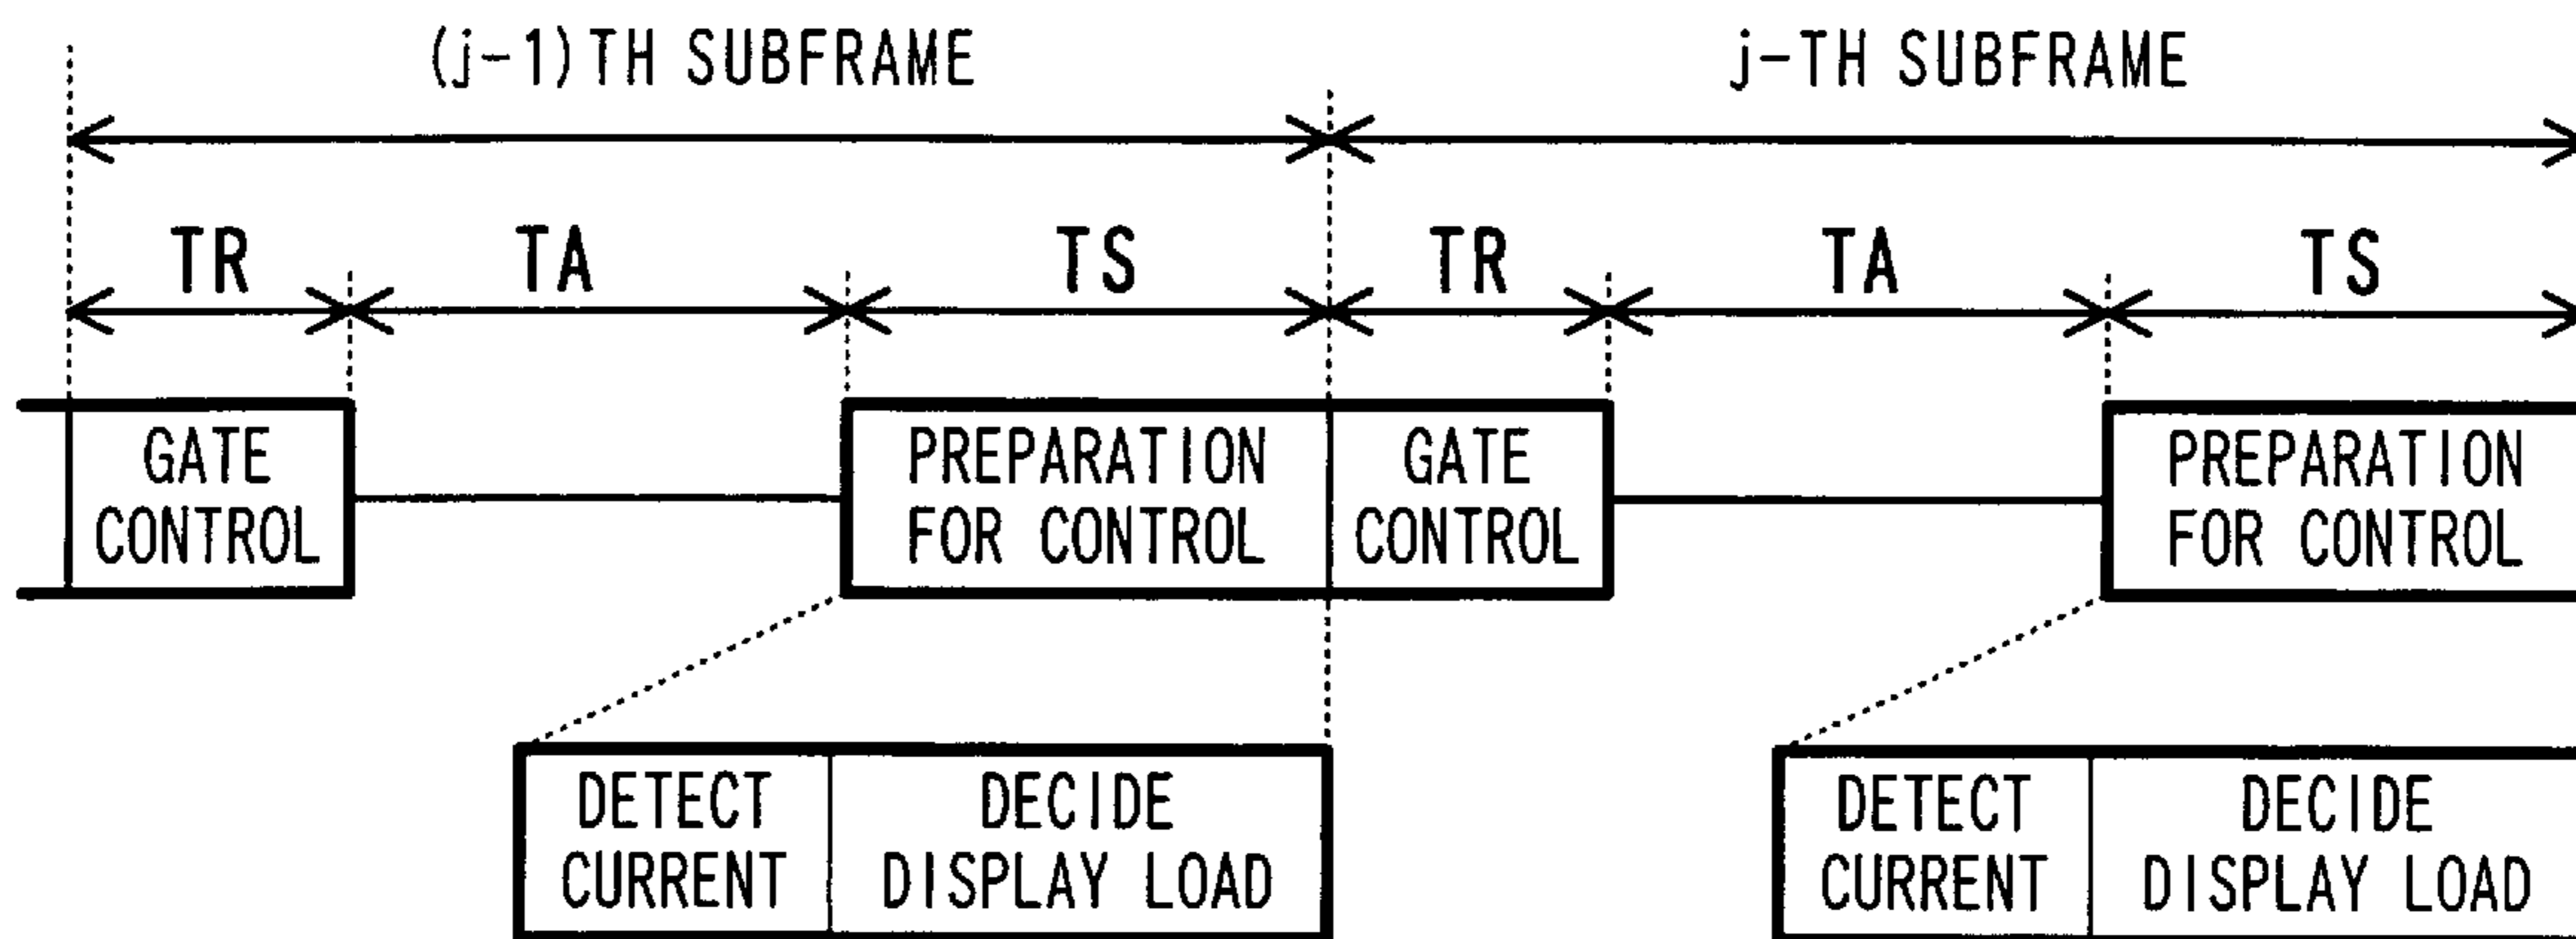 (j-1)TH SUBFRAME
j-TH SUBFRAME
TR
TA
TS
TR
TA
TS
GATE
CONTROL
PREPARATION
FOR CONTROL
GATE
CONTROL
PREPARATION
FOR CONTROL
DETECT
CURRENT
DECIDE
DISPLAY LOAD
DETECT
CURRENT
DECIDE
DISPLAY LOAD